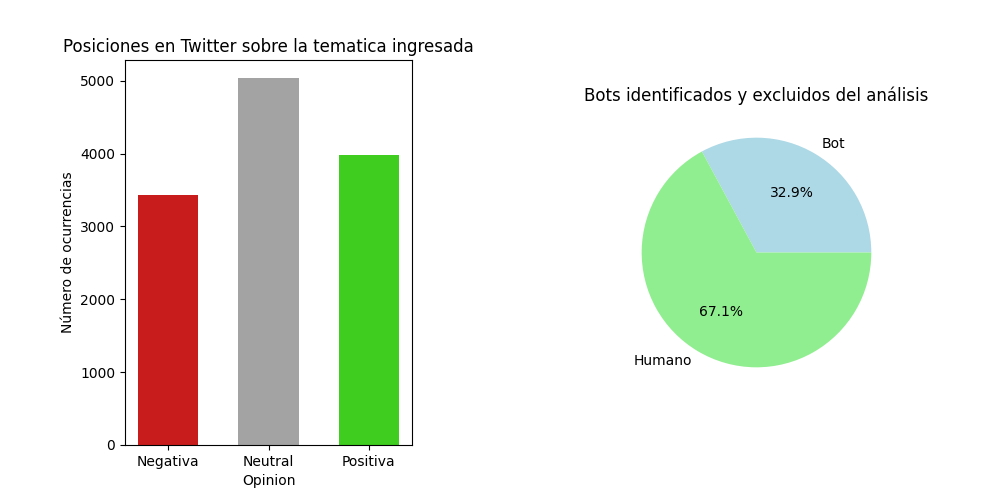 Posiciones en Twitter sobre la tematica ingresada
Número de ocurrencias
5000
4000
3000
2000
1000
0
Negativa
Neutral
Positiva
Opinion
Bots identificados y excluidos del análisis
Bot
32.9%
67.1%
Humano